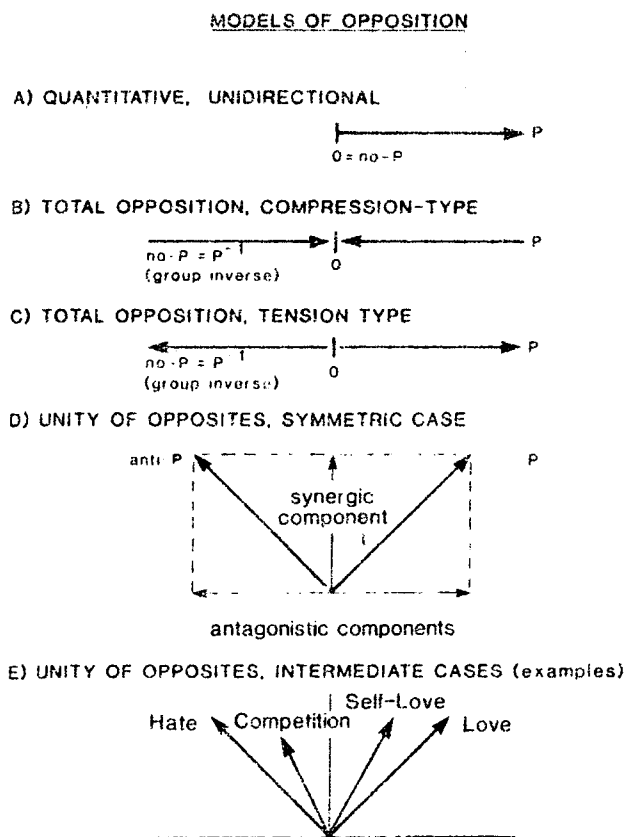 MODELS OF OPPOSITION
A) QUANTITATIVE, UNIDIRECTIONAL
P
0 = no-P
B) TOTAL OPPOSITION, COMPRESSION-TYPE
P
no-P = P⁻¹
0
(group inverse)
C) TOTAL OPPOSITION, TENSION TYPE
P
no-P = P⁻¹
0
(group inverse)
D) UNITY OF OPPOSITES, SYMMETRIC CASE
anti P
P
synergic
component
antagonistic components
E) UNITY OF OPPOSITES, INTERMEDIATE CASES (examples)
Self-Love
Hate
Competition
Love